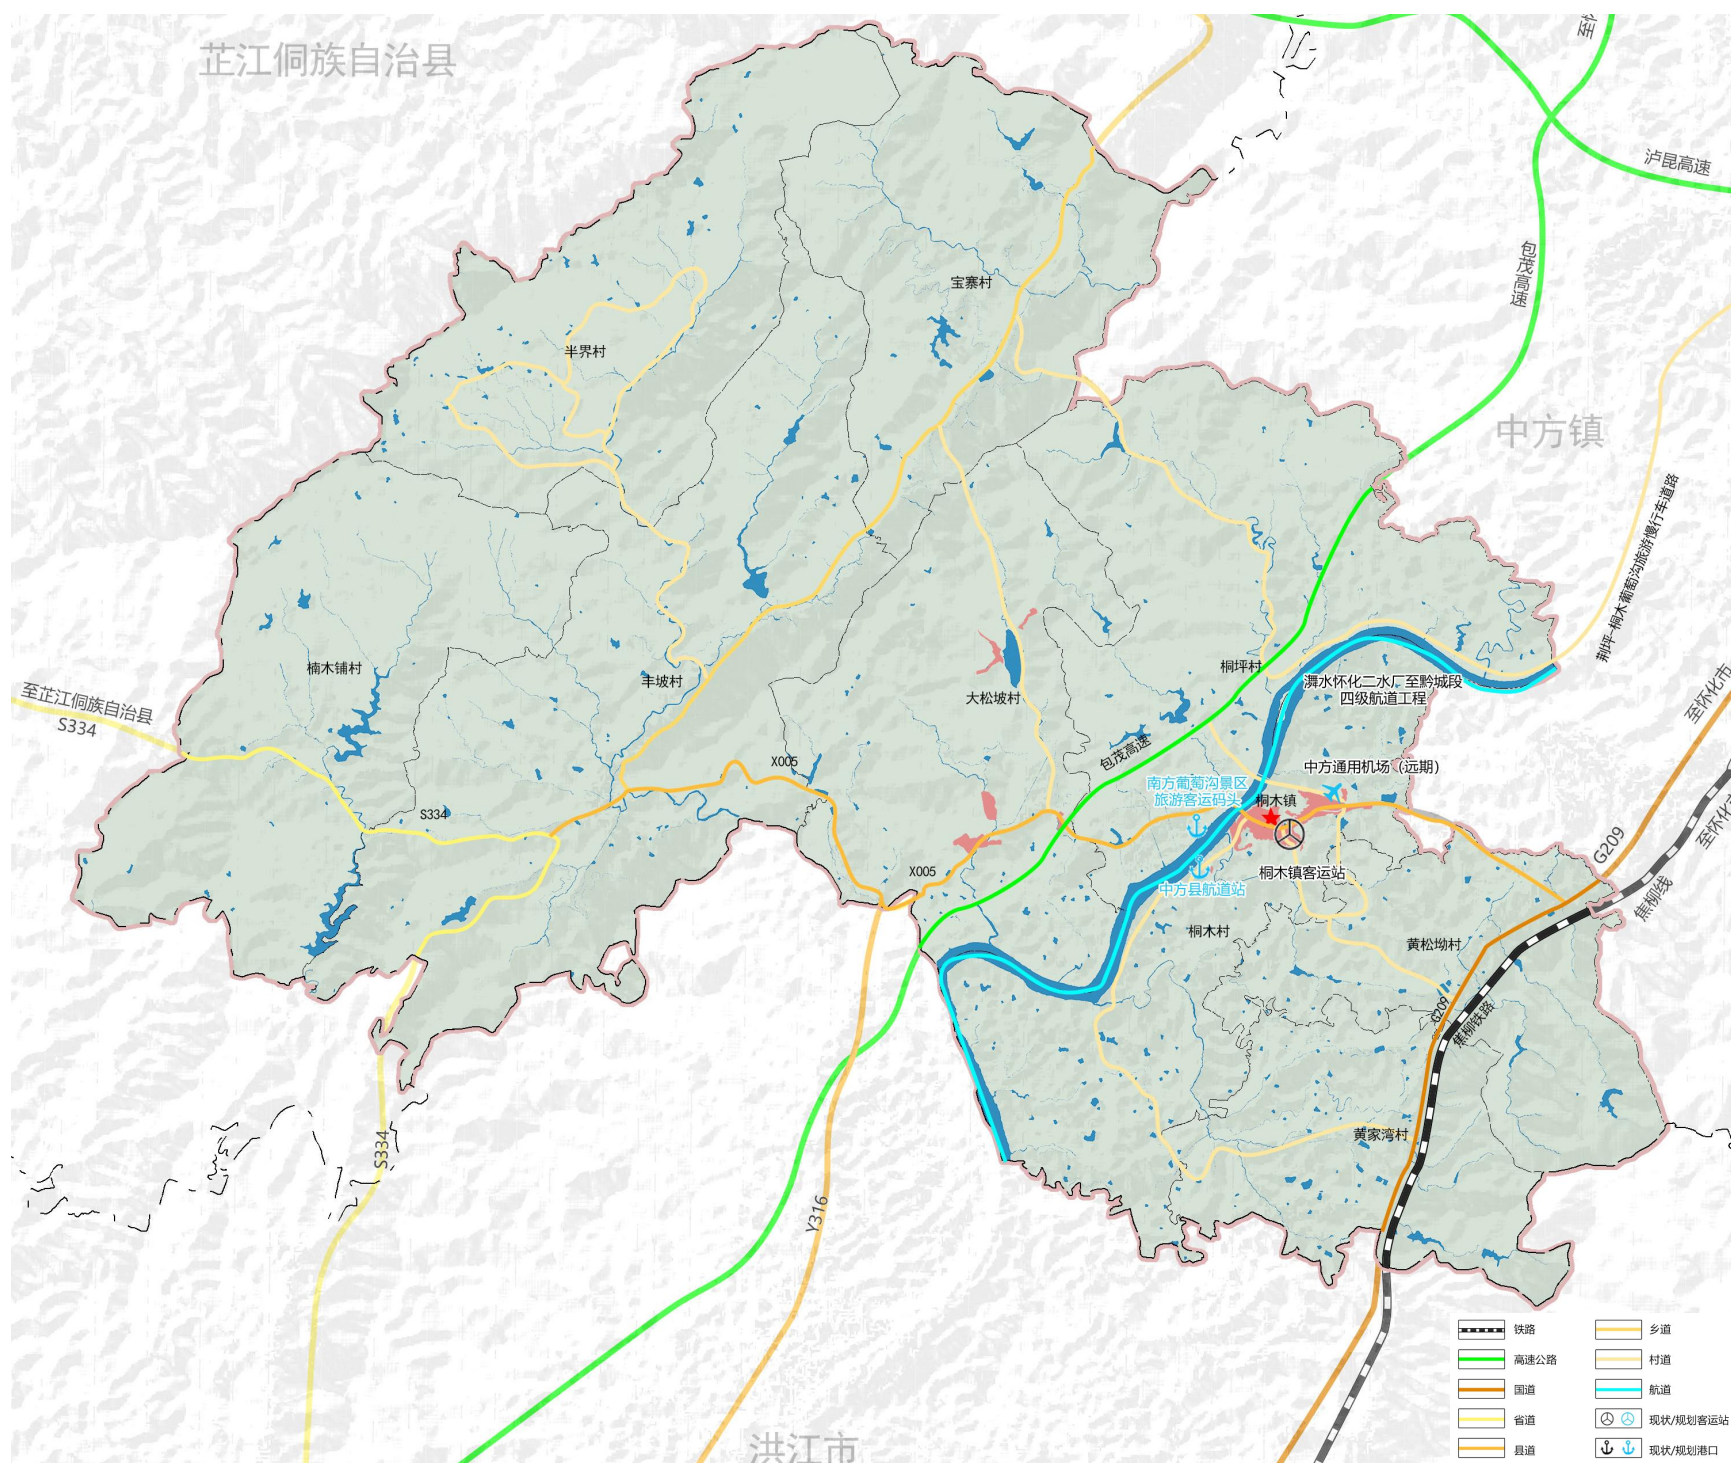 芷江侗族自治县
至怀
泸昆高速
包茂高速
宝寨村
半界村
中方镇
荆坪-桐木葡萄沟旅游慢行车道路
楠木铺村
丰坡村
大松坡村
桐坪村
㵲水怀化二水厂至黔城段
四级航道工程
至芷江侗族自治县
S334
至怀化市
包茂高速
X005
中方通用机场（远期）
南方葡萄沟景区
旅游客运码头
桐木镇
S334
至怀化市
G209
X005
桐木镇客运站
中方县航道站
焦柳线
桐木村
黄松坳村
G209
焦柳铁路
黄家湾村
S334
Y316
洪江市
铁路
乡道
高速公路
村道
国道
航道
省道
现状/规划客运站
县道
现状/规划港口